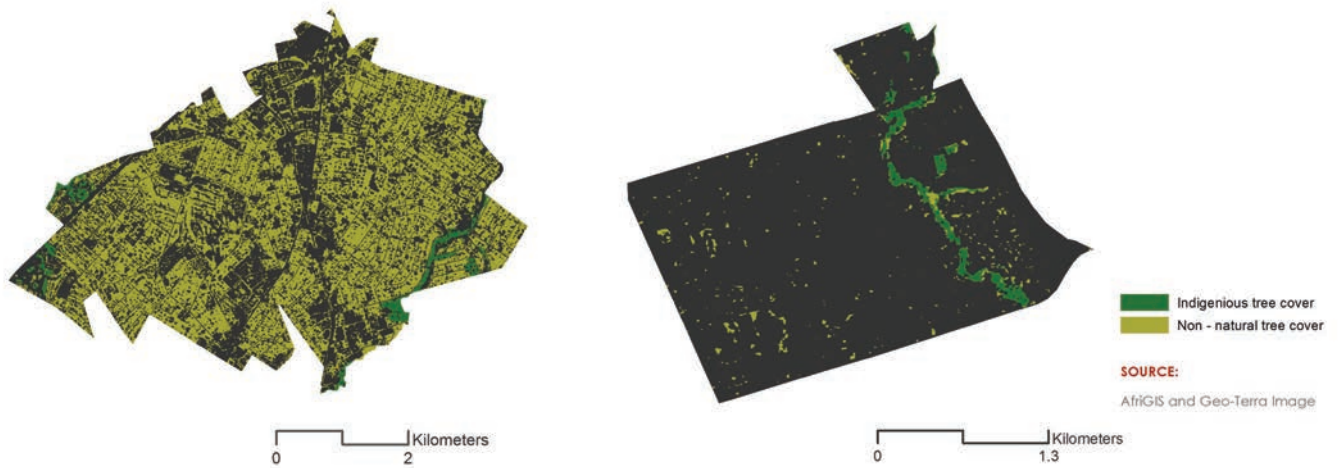 Indigenious tree cover
Non - natural tree cover
SOURCE:
AfriGIS and Geo-Terra Image
Kilometers
0 2
Kilometers
0 1.3